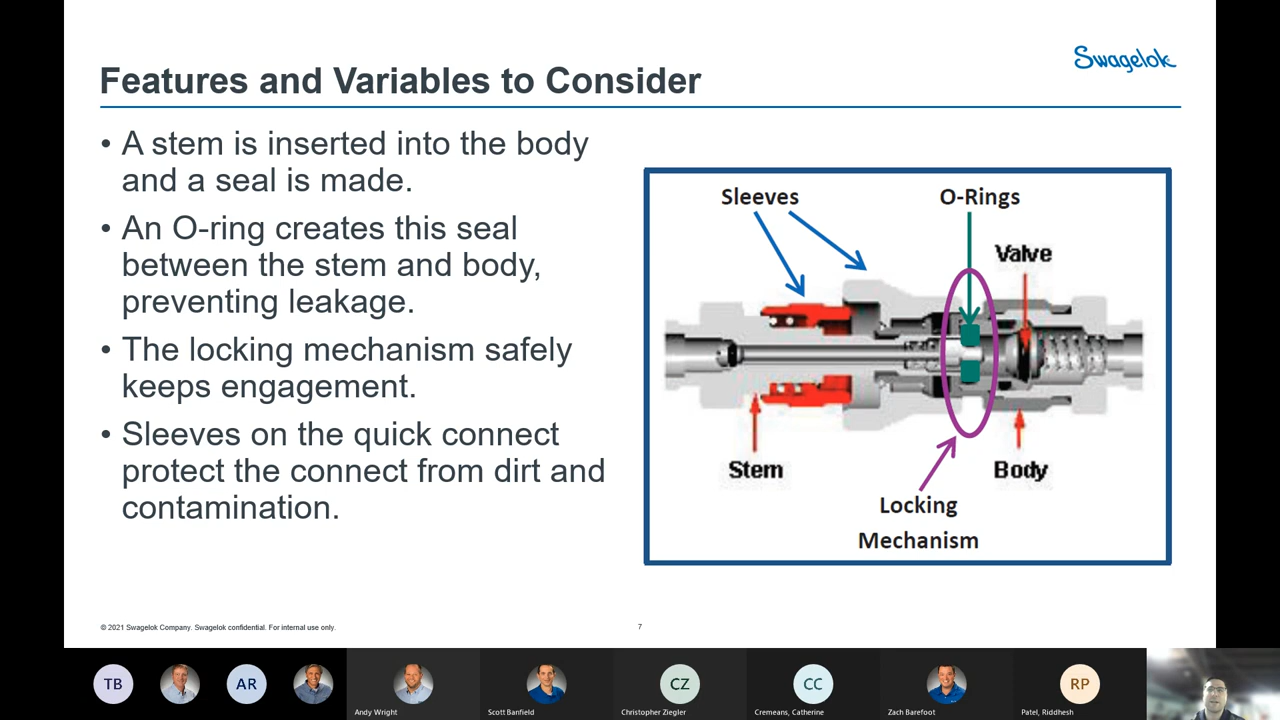 Swagelok
Features and Variables to Consider
• A stem is inserted into the body
and a seal is made.
• An O-ring creates this seal
between the stem and body,
preventing leakage.
• The locking mechanism safely
keeps engagement.
• Sleeves on the quick connect
protect the connect from dirt and
contamination.
Sleeves
O-Rings
Valve
Stem
Body
Locking
Mechanism
© 2021 Swagelok Company. Swagelok confidential. For internal use only.
7
TB
AR
Andy Wright
Scott Banfield
CZ
Christopher Ziegler
CC
Cremeans, Catherine
Zach Barefoot
RP
Patel, Riddhesh